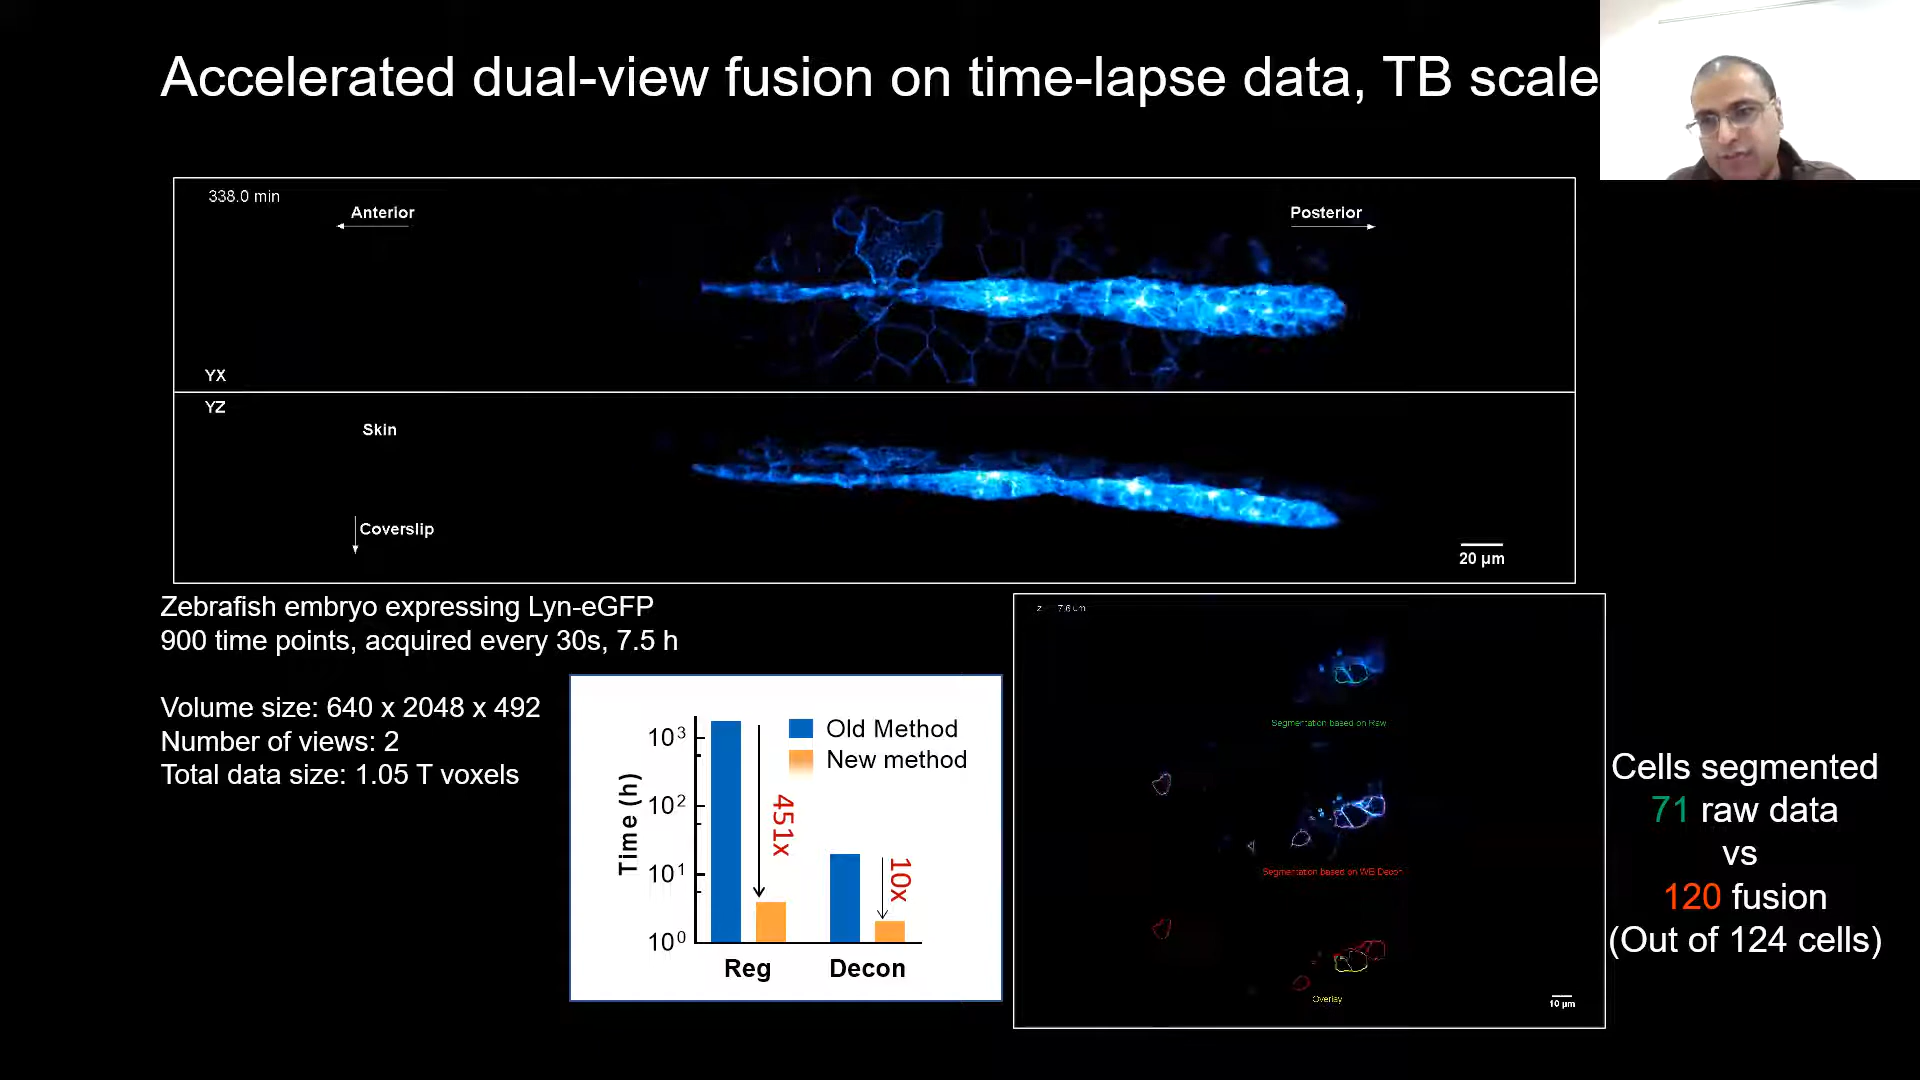 Accelerated dual-view fusion on time-lapse data, TB scale
338.0 min
Anterior
Posterior
YX
YZ
Skin
Coverslip
20 µm
Zebrafish embryo expressing Lyn-eGFP
900 time points, acquired every 30s, 7.5 h
Volume size: 640 x 2048 x 492
Number of views: 2
Total data size: 1.05 T voxels
Old Method
New method
Time (h)
10³
10²
10¹
10⁰
451x
10x
Reg
Decon
z 7.6 um
Segmentation based on Raw
Segmentation based on WB Decon
Overlay
10 µm
Cells segmented
71 raw data
vs
120 fusion
(Out of 124 cells)